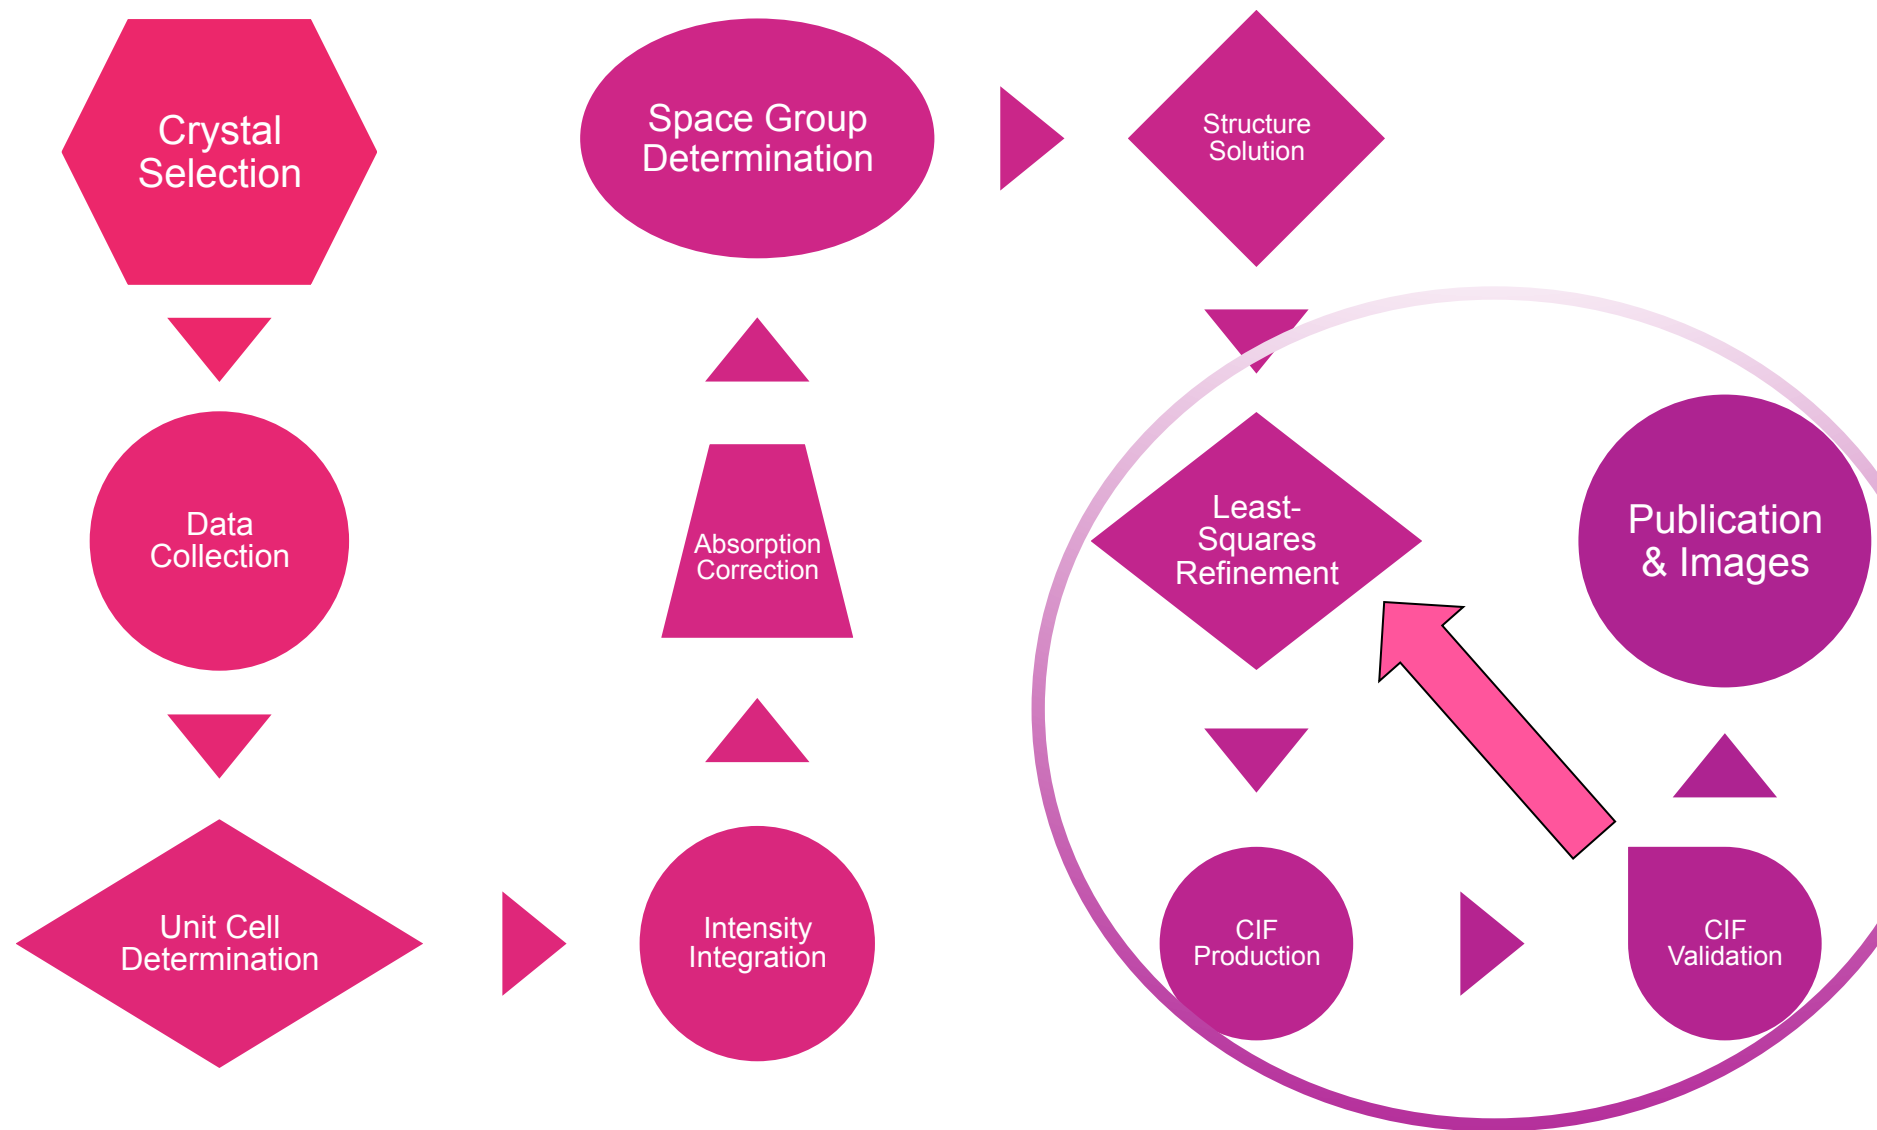 Crystal
Selection
Data
Collection
Unit Cell
Determination
Intensity
Integration
Absorption
Correction
Space Group
Determination
Structure
Solution
Least-
Squares
Refinement
CIF
Production
CIF
Validation
Publication
& Images